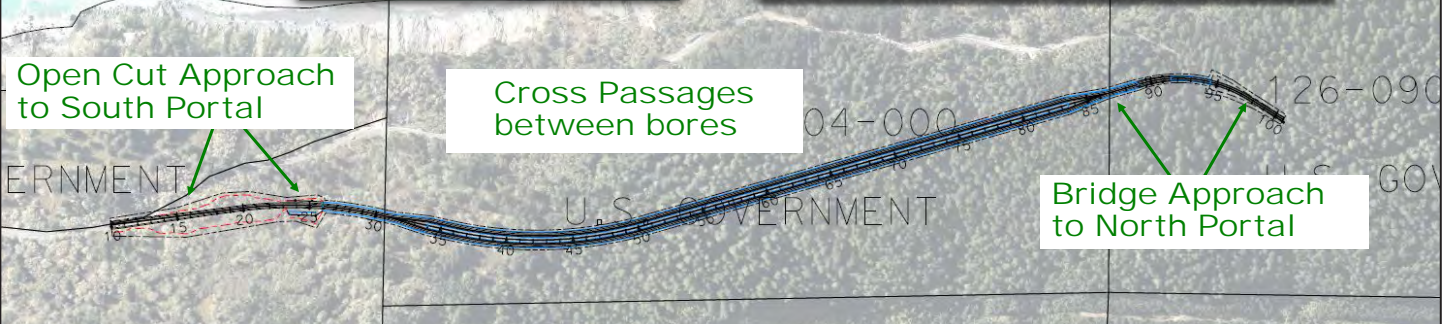 Open Cut Approach
to South Portal
Cross Passages
between bores
04-000
126-090
ERNMENT
U.S. GOVERNMENT
U.S. GOV
Bridge Approach
to North Portal
10
15
20
25
30
35
40
45
50
55
60
65
70
75
80
85
90
95
100